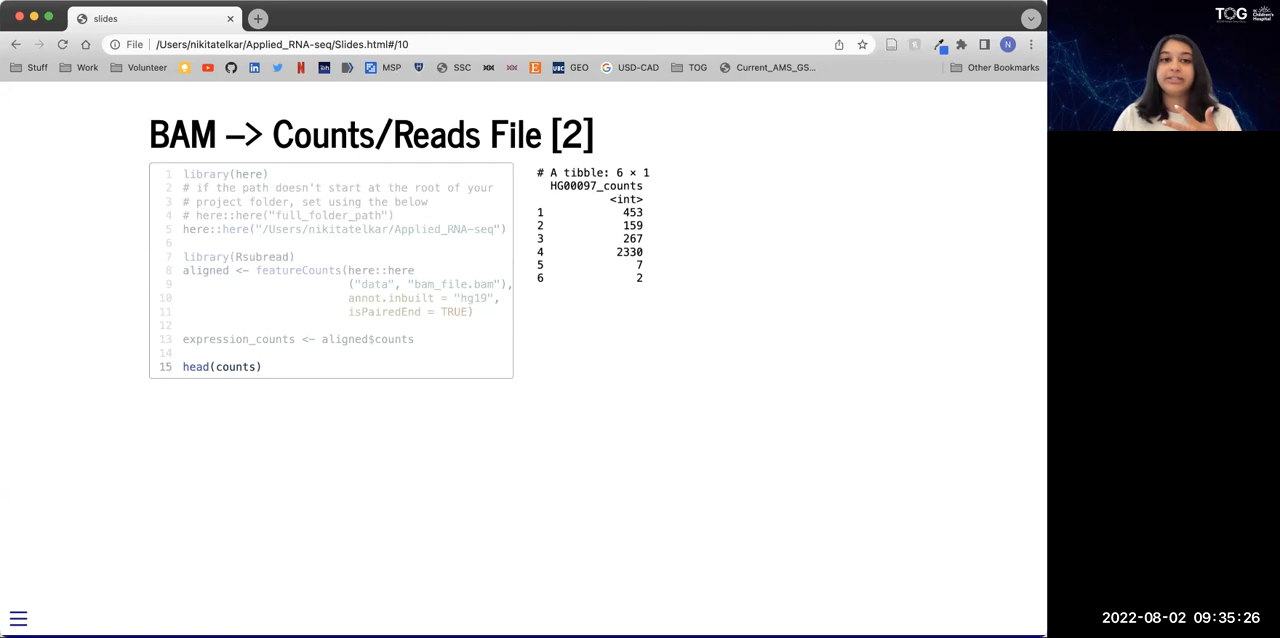 slides
File
/Users/nikitatelkar/Applied_RNA-seq/Slides.html#/10
N
Stuff
Work
Volunteer
MSP
SSC
GEO
USD-CAD
TOG
Current_AMS_GS...
Other Bookmarks
TOG
BC Children's Hospital
BAM –> Counts/Reads File [2]
1 library(here)
2 # if the path doesn't start at the root of your
3 # project folder, set using the below
4 # here::here("full_folder_path")
5 here::here("/Users/nikitatelkar/Applied_RNA-seq")
6
7 library(Rsubread)
8 aligned <- featureCounts(here::here
9 ("data", "bam_file.bam"),
10 annot.inbuilt = "hg19",
11 isPairedEnd = TRUE)
12
13 expression_counts <- aligned$counts
14
15 head(counts)
# A tibble: 6 × 1
HG00097_counts
<int>
1 453
2 159
3 267
4 2330
5 7
6 2
2022-08-02 09:35:26